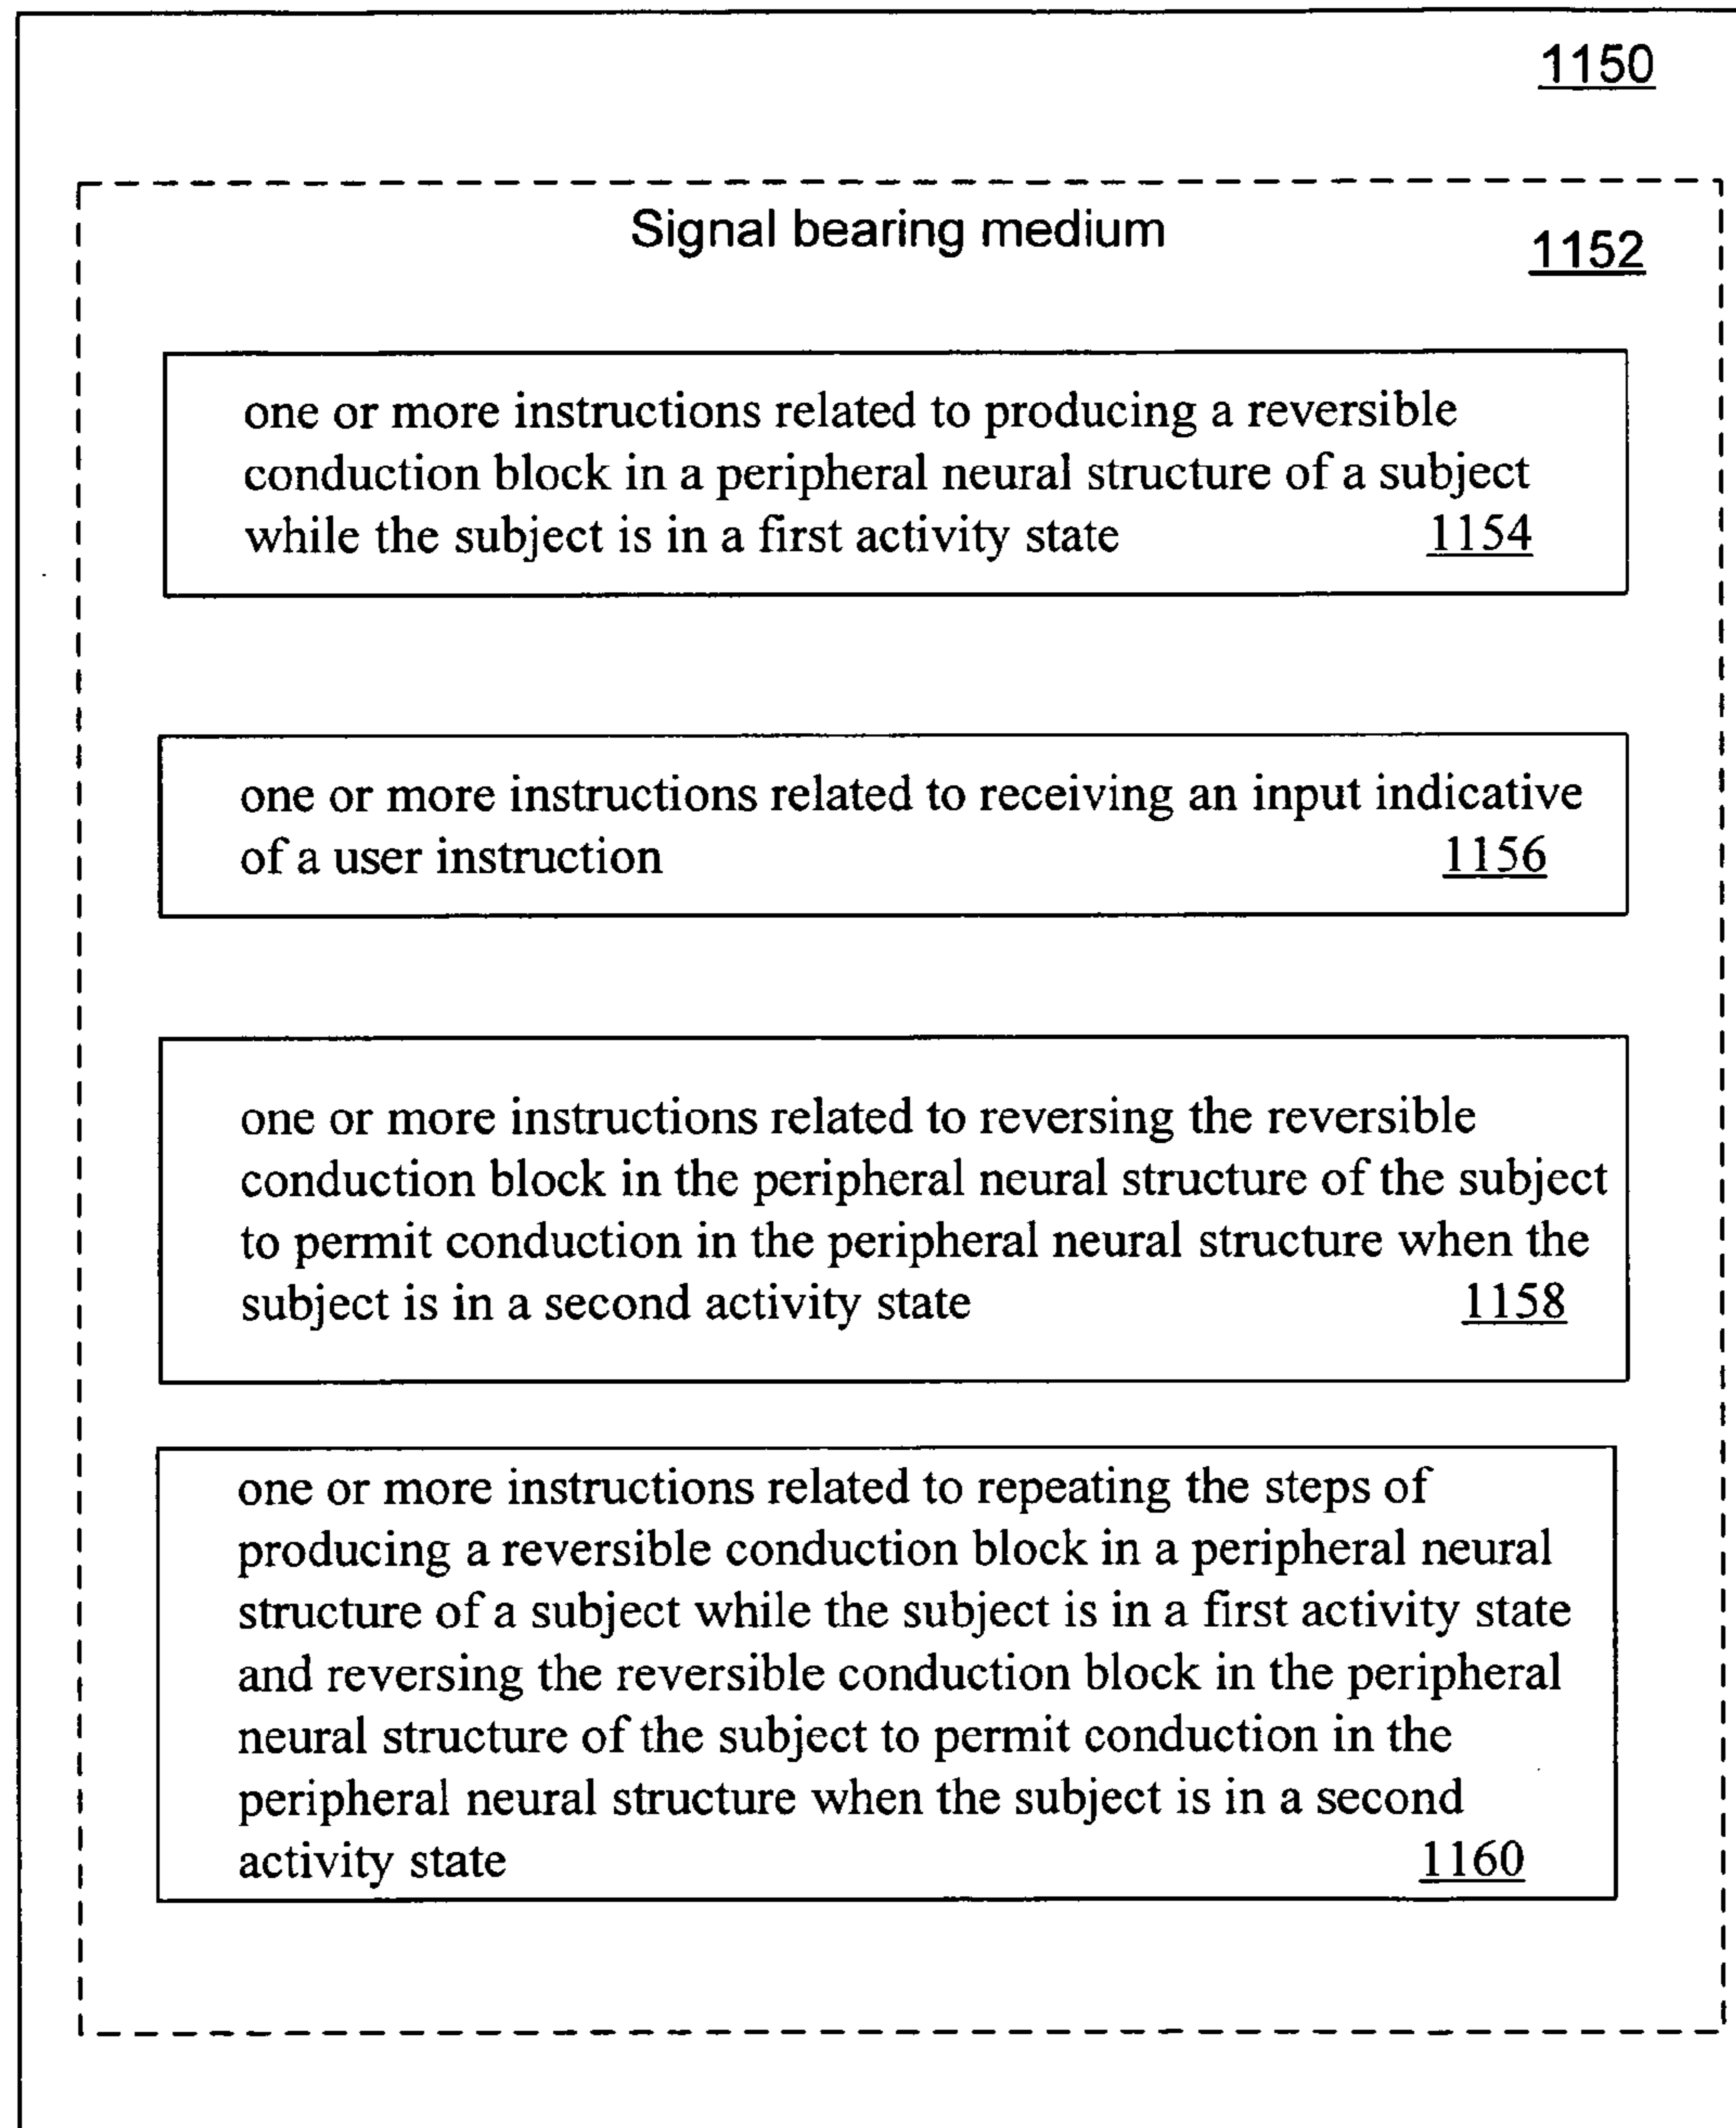 1150
Signal bearing medium
1152
one or more instructions related to producing a reversible
conduction block in a peripheral neural structure of a subject
while the subject is in a first activity state 1154
one or more instructions related to receiving an input indicative
of a user instruction 1156
one or more instructions related to reversing the reversible
conduction block in the peripheral neural structure of the subject
to permit conduction in the peripheral neural structure when the
subject is in a second activity state 1158
one or more instructions related to repeating the steps of
producing a reversible conduction block in a peripheral neural
structure of a subject while the subject is in a first activity state
and reversing the reversible conduction block in the peripheral
neural structure of the subject to permit conduction in the
peripheral neural structure when the subject is in a second
activity state 1160